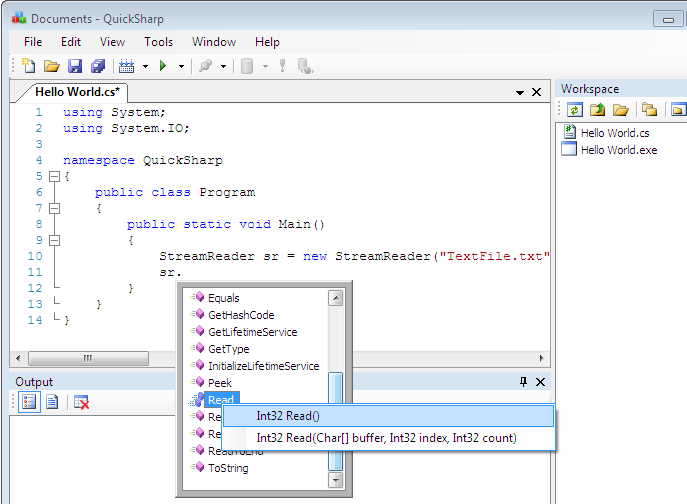 Documents - QuickSharp
File Edit View Tools Window Help
Hello World.cs*
1 using System;
2 using System.IO;
3
4 namespace QuickSharp
5 {
6 public class Program
7 {
8 public static void Main()
9 {
10 StreamReader sr = new StreamReader("TextFile.txt"
11 sr.
12 }
13 }
14 }
Equals
GetHashCode
GetLifetimeService
GetType
InitializeLifetimeService
Peek
Read
Int32 Read()
Int32 Read(Char[] buffer, Int32 index, Int32 count)
ReadToEnd
ToString
Output
Workspace
Hello World.cs
Hello World.exe